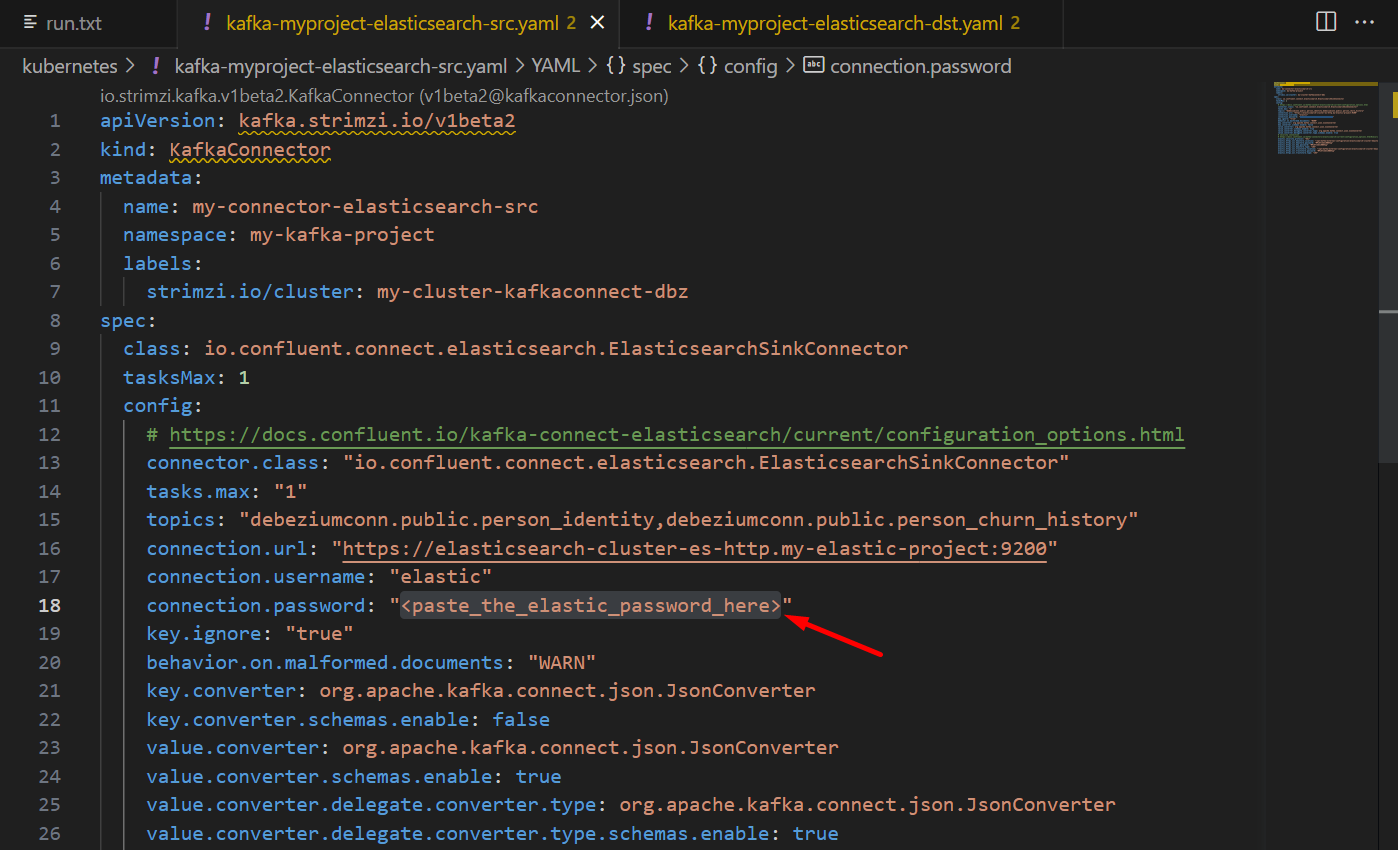 run.txt
! kafka-myproject-elasticsearch-src.yaml 2
! kafka-myproject-elasticsearch-dst.yaml 2
kubernetes > ! kafka-myproject-elasticsearch-src.yaml > YAML > {} spec > {} config > abc connection.password
io.strimzi.kafka.v1beta2.KafkaConnector (v1beta2@kafkaconnector.json)
1 apiVersion: kafka.strimzi.io/v1beta2
2 kind: KafkaConnector
3 metadata:
4 name: my-connector-elasticsearch-src
5 namespace: my-kafka-project
6 labels:
7 strimzi.io/cluster: my-cluster-kafkaconnect-dbz
8 spec:
9 class: io.confluent.connect.elasticsearch.ElasticsearchSinkConnector
10 tasksMax: 1
11 config:
12 # https://docs.confluent.io/kafka-connect-elasticsearch/current/configuration_options.html
13 connector.class: "io.confluent.connect.elasticsearch.ElasticsearchSinkConnector"
14 tasks.max: "1"
15 topics: "debeziumconn.public.person_identity,debeziumconn.public.person_churn_history"
16 connection.url: "https://elasticsearch-cluster-es-http.my-elastic-project:9200"
17 connection.username: "elastic"
18 connection.password: "<paste_the_elastic_password_here>"
19 key.ignore: "true"
20 behavior.on.malformed.documents: "WARN"
21 key.converter: org.apache.kafka.connect.json.JsonConverter
22 key.converter.schemas.enable: false
23 value.converter: org.apache.kafka.connect.json.JsonConverter
24 value.converter.schemas.enable: true
25 value.converter.delegate.converter.type: org.apache.kafka.connect.json.JsonConverter
26 value.converter.delegate.converter.type.schemas.enable: true